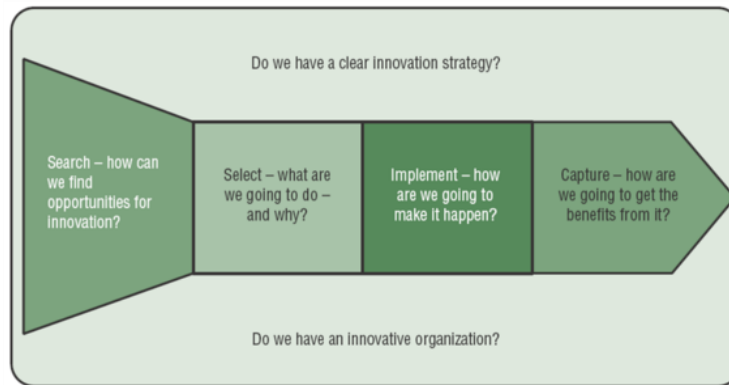 Do we have a clear innovation strategy?
Search – how can
we find
opportunities for
innovation?
Select – what are
we going to do –
and why?
Implement – how
are we going to
make it happen?
Capture – how are
we going to get the
benefits from it?
Do we have an innovative organization?